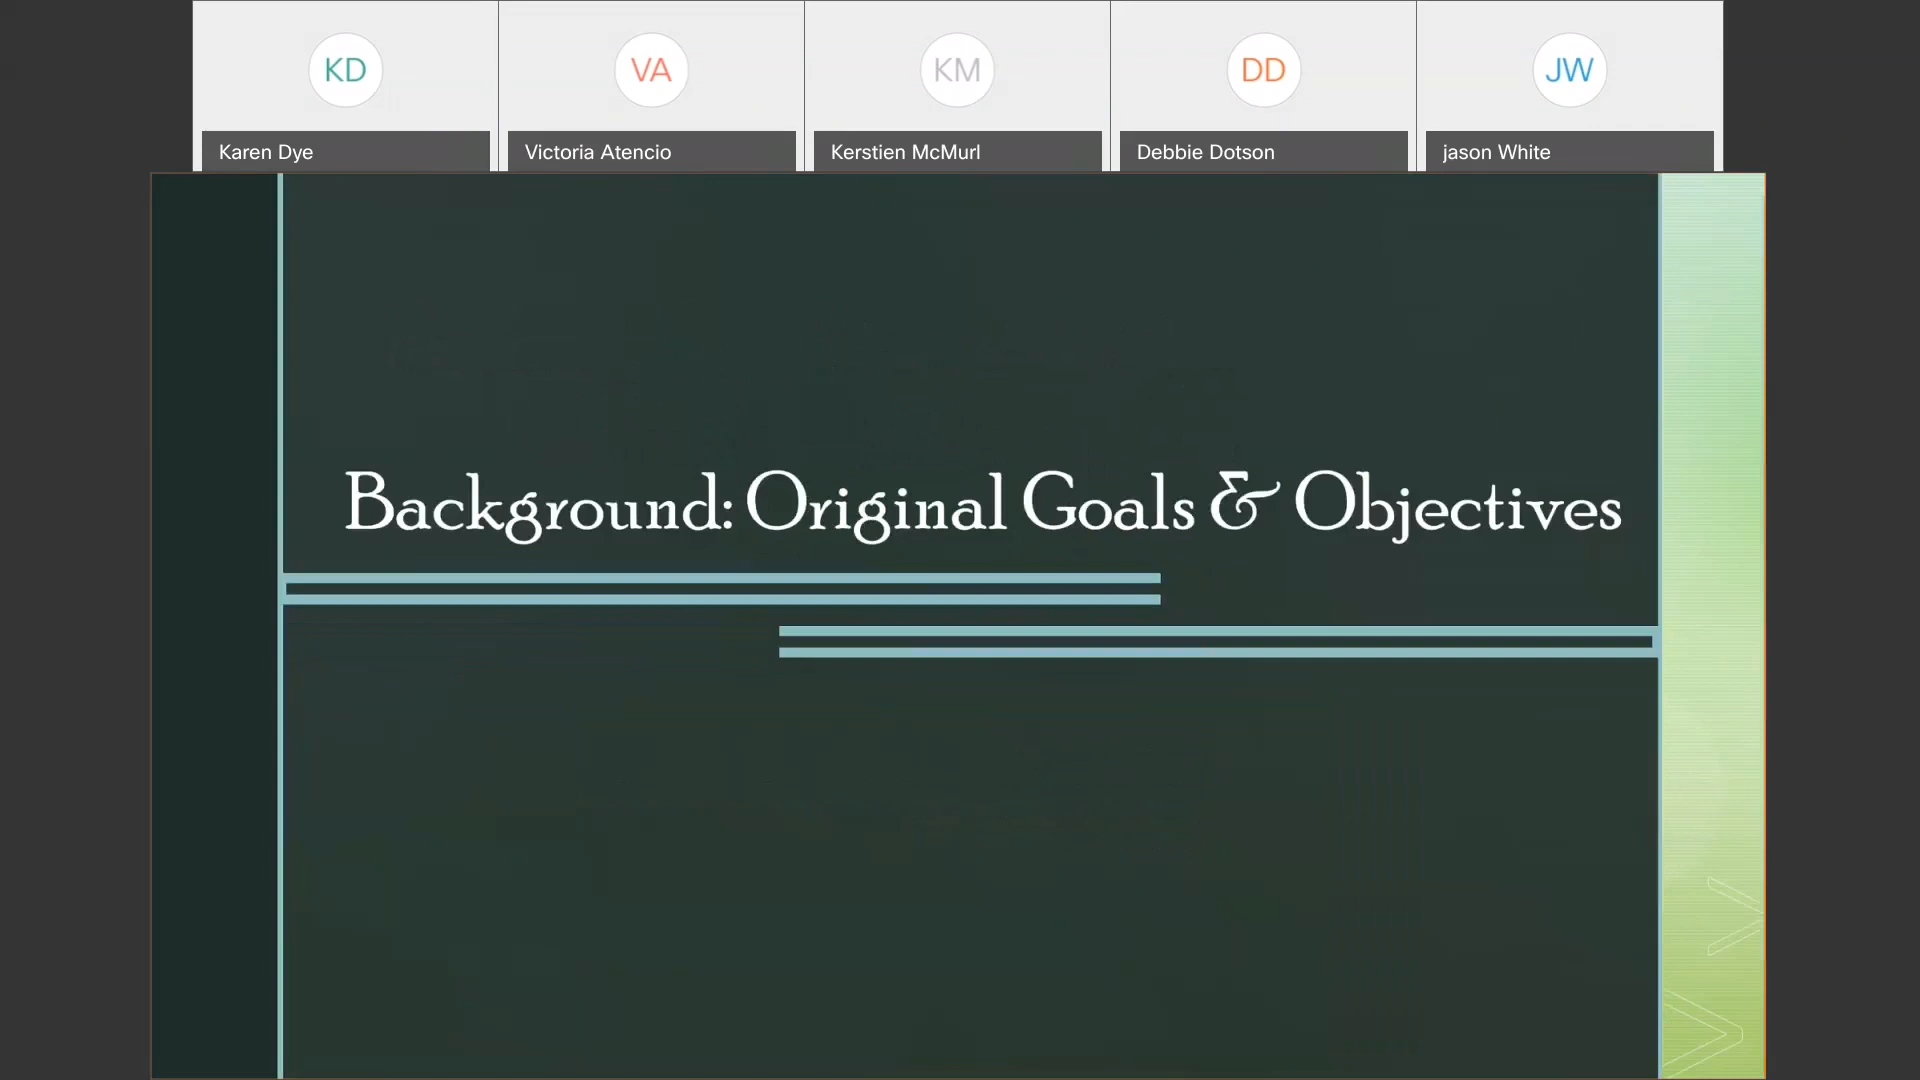 KD
VA
KM
DD
JW
Karen Dye
Victoria Atencio
Kerstien McMurl
Debbie Dotson
jason White
Background: Original Goals & Objectives